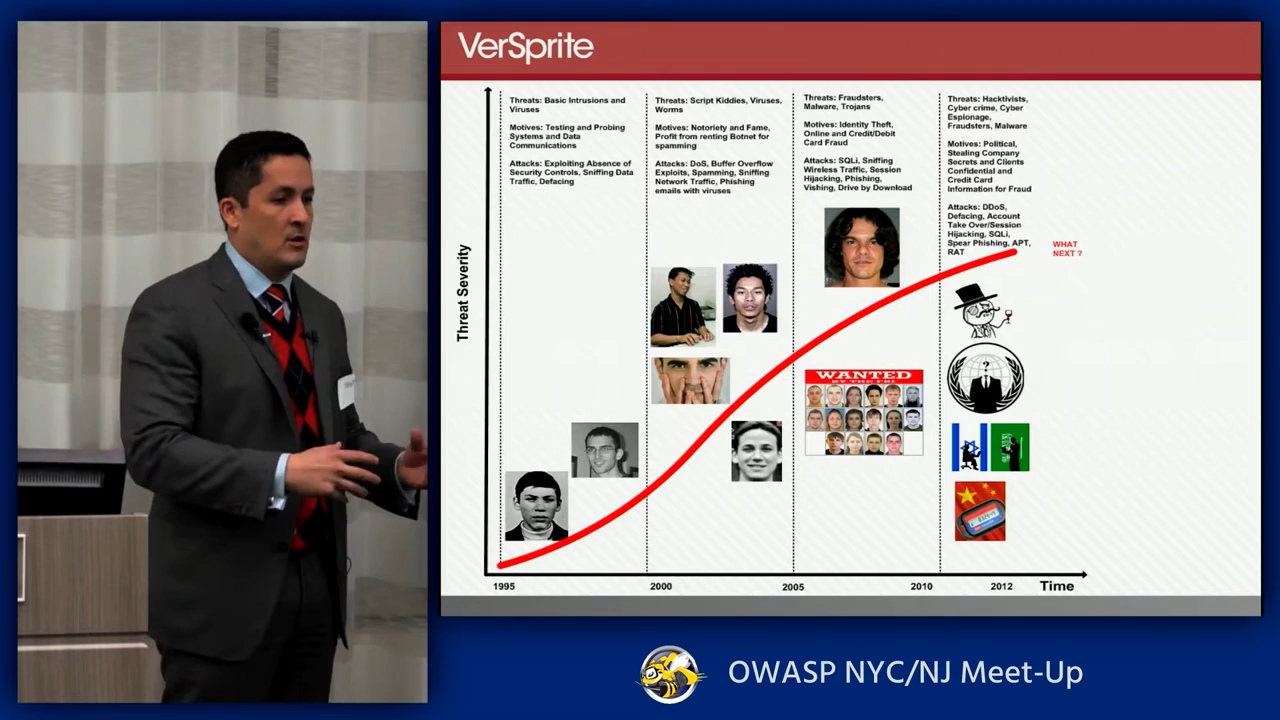 VerSprite
Threat Severity
Threats: Basic Intrusions and
Viruses
Motives: Testing and Probing
Systems and Data
Communications
Attacks: Exploiting Absence of
Security Controls, Sniffing Data
Traffic, Defacing
Threats: Script Kiddies, Viruses,
Worms
Motives: Notoriety and Fame,
Profit from renting Botnet for
spamming
Attacks: DoS, Buffer Overflow
Exploits, Spamming, Sniffing
Network Traffic, Phishing
emails with viruses
Threats: Fraudsters,
Malware, Trojans
Motives: Identity Theft,
Online and Credit/Debit
Card Fraud
Attacks: SQLi, Sniffing
Wireless Traffic, Session
Hijacking, Phishing,
Vishing, Drive by Download
WANTED
BY THE FBI
Threats: Hacktivists,
Cyber crime, Cyber
Espionage,
Fraudsters, Malware
Motives: Political,
Stealing Company
Secrets and Clients
Confidential and
Credit Card
Information for Fraud
Attacks: DDoS,
Defacing, Account
Take Over/Session
Hijacking, SQLi,
Spear Phishing, APT,
RAT
WHAT
NEXT ?
?
1995
2000
2005
2010
2012
Time
OWASP NYC/NJ Meet-Up